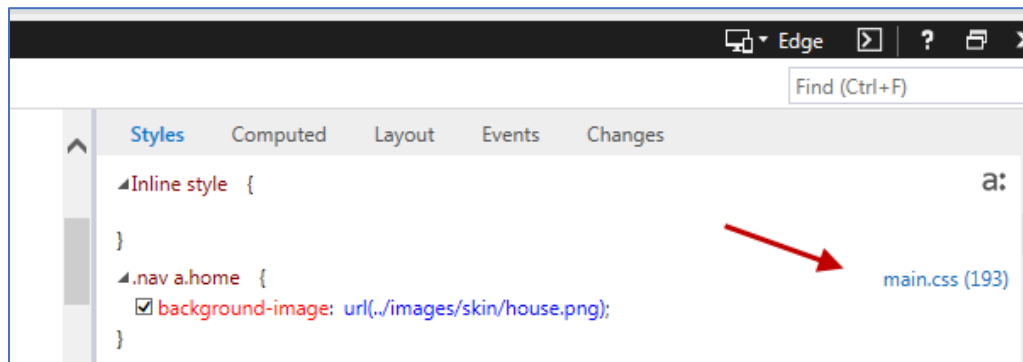 Edge ?
Find (Ctrl+F)
Styles Computed Layout Events Changes
Inline style {
a:
}
.nav a.home {
main.css (193)
background-image: url(../images/skin/house.png);
}